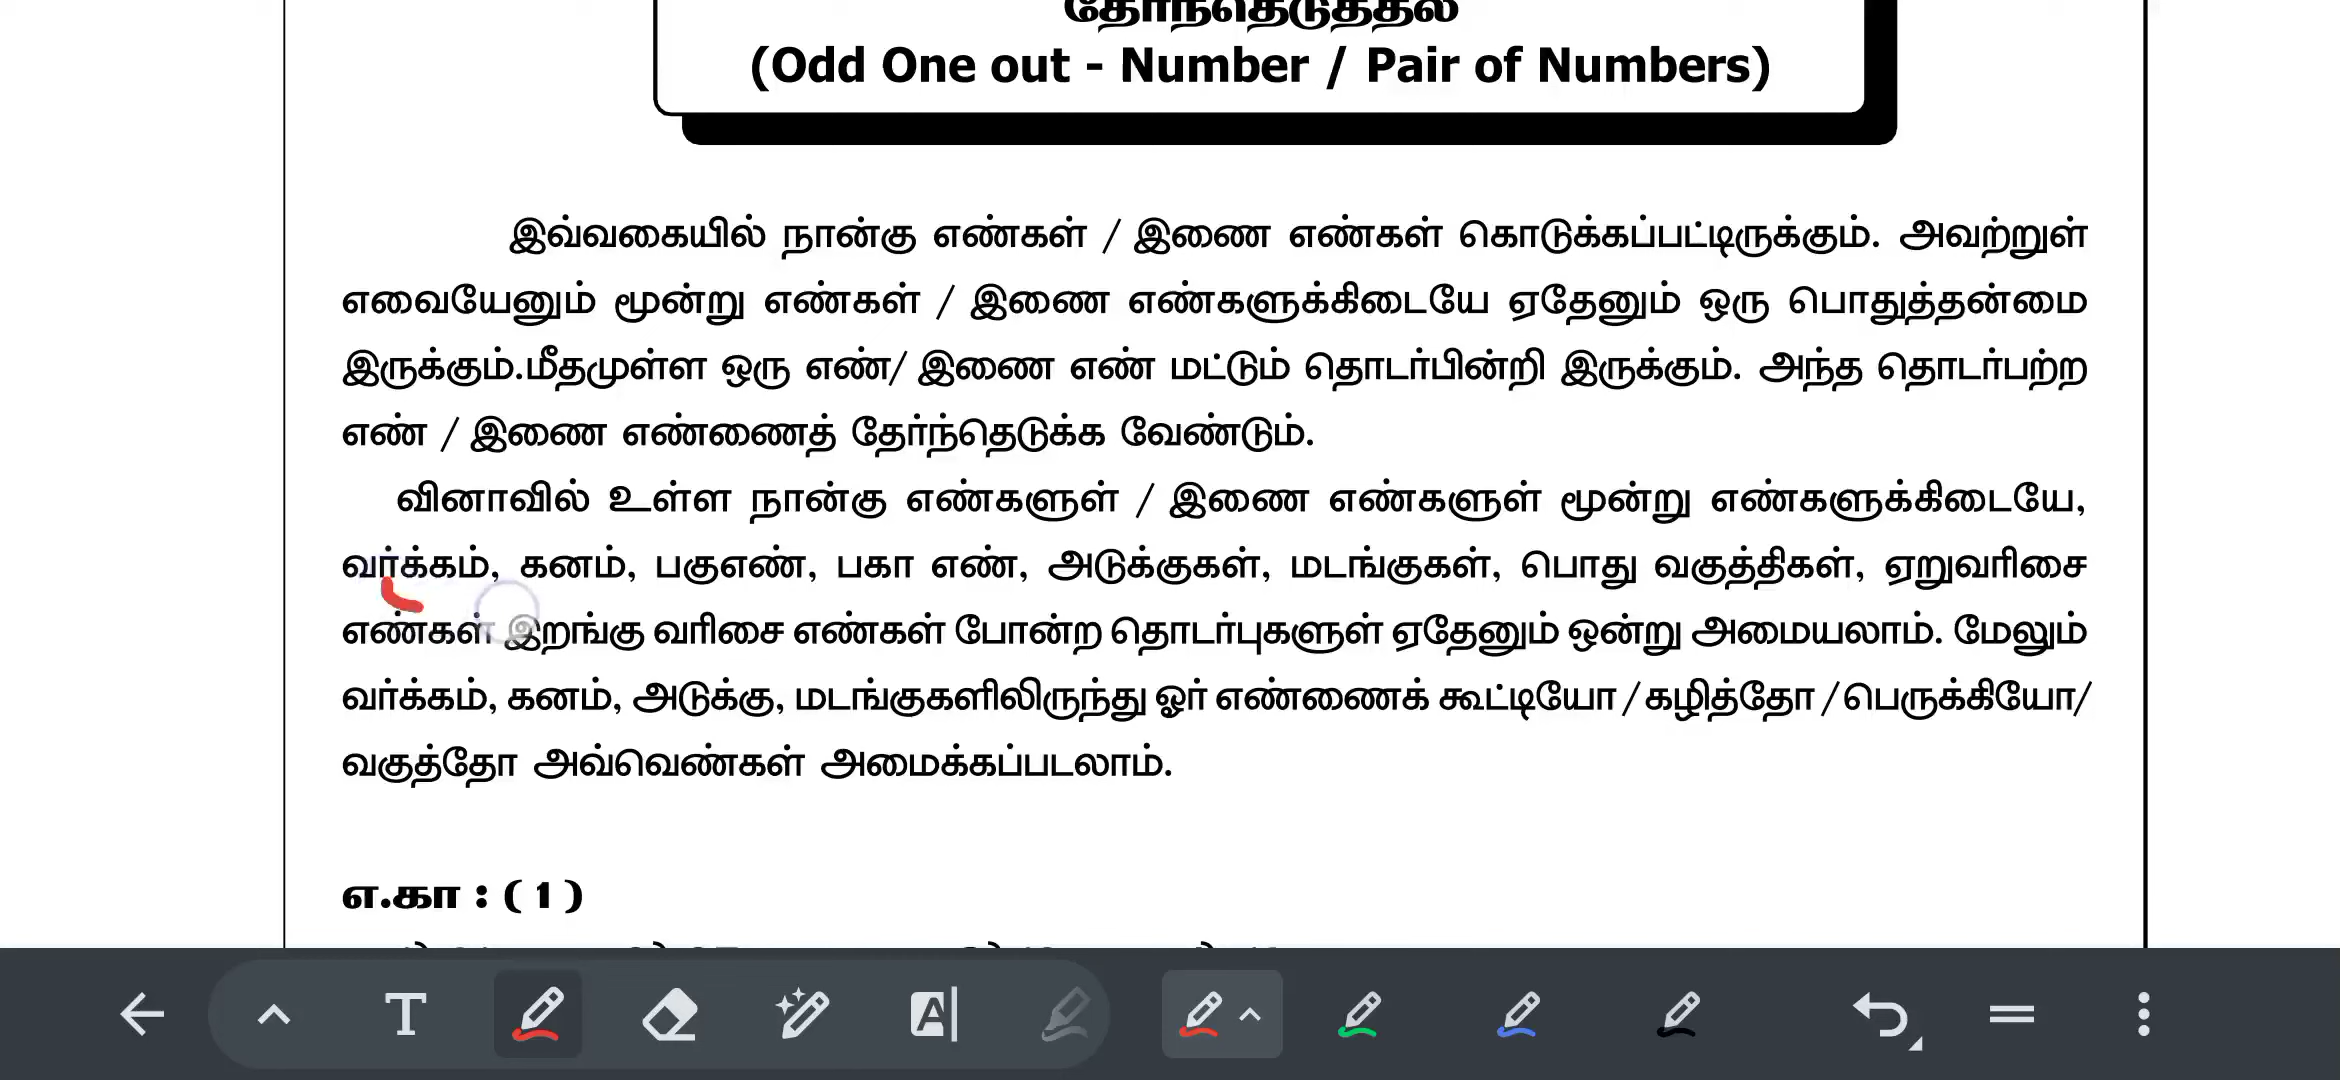 தேர்ந்தெடுத்தல்
(Odd One out - Number / Pair of Numbers)
இவ்வகையில் நான்கு எண்கள் / இணை எண்கள் கொடுக்கப்பட்டிருக்கும். அவற்றுள்
எவையேனும் மூன்று எண்கள் / இணை எண்களுக்கிடையே ஏதேனும் ஒரு பொதுத்தன்மை
இருக்கும்.மீதமுள்ள ஒரு எண்/ இணை எண் மட்டும் தொடர்பின்றி இருக்கும். அந்த தொடர்பற்ற
எண் / இணை எண்ணைத் தேர்ந்தெடுக்க வேண்டும்.
வினாவில் உள்ள நான்கு எண்களுள் / இணை எண்களுள் மூன்று எண்களுக்கிடையே,
வர்க்கம், கனம், பகுஎண், பகா எண், அடுக்குகள், மடங்குகள், பொது வகுத்திகள், ஏறுவரிசை
எண்கள் இறங்கு வரிசை எண்கள் போன்ற தொடர்புகளுள் ஏதேனும் ஒன்று அமையலாம். மேலும்
வர்க்கம், கனம், அடுக்கு, மடங்குகளிலிருந்து ஓர் எண்ணைக் கூட்டியோ / கழித்தோ / பெருக்கியோ/
வகுத்தோ அவ்வெண்கள் அமைக்கப்படலாம்.
எ.கா : ( 1 )